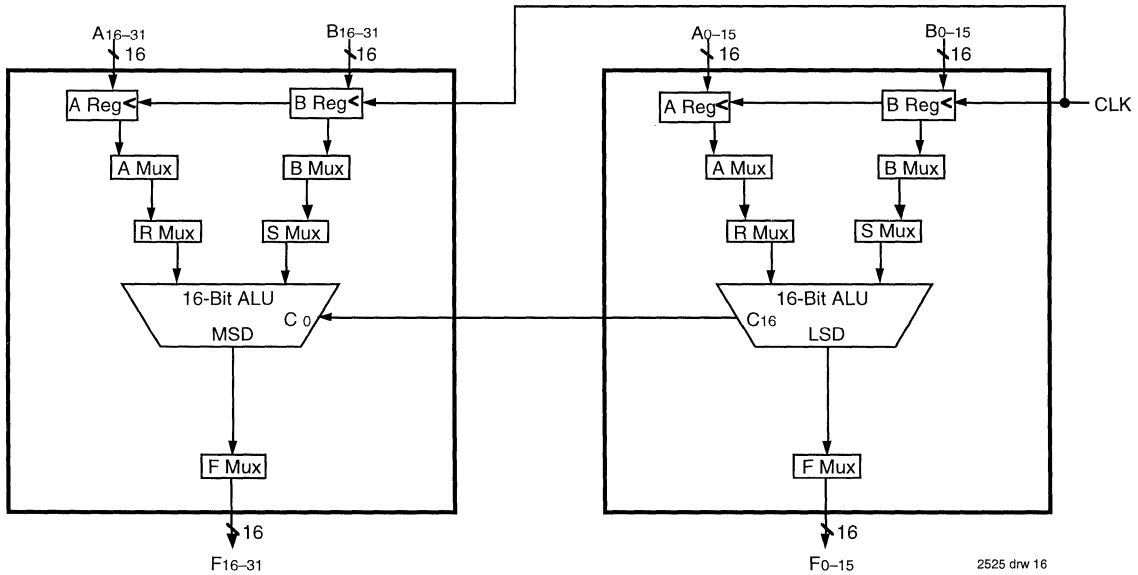 A16–31 B16–31 A0–15 B0–15
16 16 16 16
A Reg< B Reg< A Reg< B Reg< CLK
A Mux B Mux A Mux B Mux
R Mux S Mux R Mux S Mux
16-Bit ALU 16-Bit ALU
C 0 C16
MSD LSD
F Mux F Mux
16 16
F16–31 F0–15 2525 drw 16